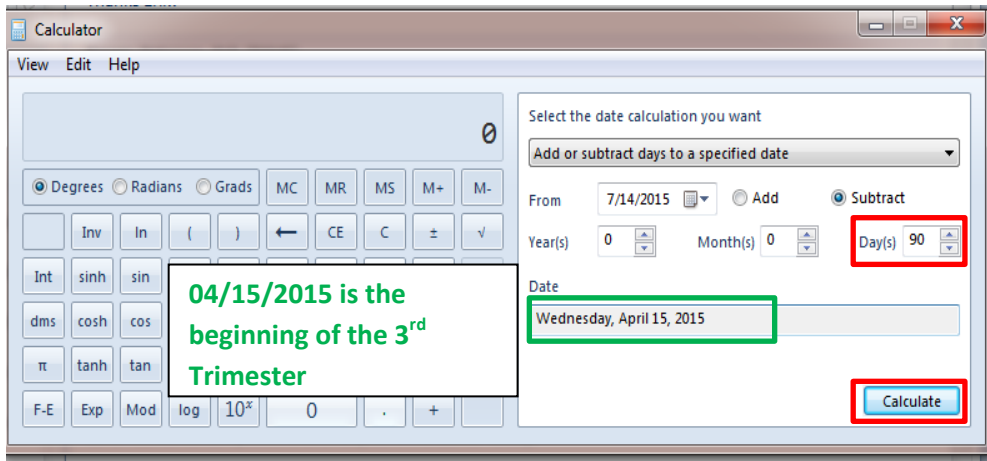 Calculator
View Edit Help
0
Degrees Radians Grads MC MR MS M+ M-
Inv ln ( ) ← CE C ± √
Int sinh sin
dms cosh cos
π tanh tan
F-E Exp Mod log 10ˣ 0 . +
04/15/2015 is the
beginning of the 3rd
Trimester
Select the date calculation you want
Add or subtract days to a specified date
From 7/14/2015 Add Subtract
Year(s) 0 Month(s) 0 Day(s) 90
Date
Wednesday, April 15, 2015
Calculate